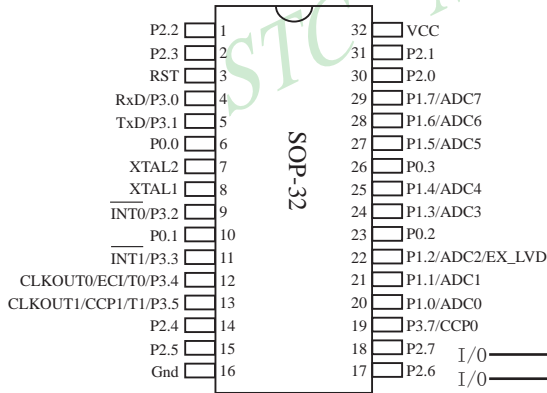 STC
P2.2 1 32 VCC
P2.3 2 31 P2.1
RST 3 30 P2.0
RxD/P3.0 4 29 P1.7/ADC7
TxD/P3.1 5 28 P1.6/ADC6
P0.0 6 27 P1.5/ADC5
XTAL2 7 26 P0.3
XTAL1 8 25 P1.4/ADC4
INT0/P3.2 9 24 P1.3/ADC3
P0.1 10 23 P0.2
INT1/P3.3 11 22 P1.2/ADC2/EX_LVD
CLKOUT0/ECI/T0/P3.4 12 21 P1.1/ADC1
CLKOUT1/CCP1/T1/P3.5 13 20 P1.0/ADC0
P2.4 14 19 P3.7/CCP0
P2.5 15 18 P2.7
Gnd 16 17 P2.6
SOP-32
I/O
I/O